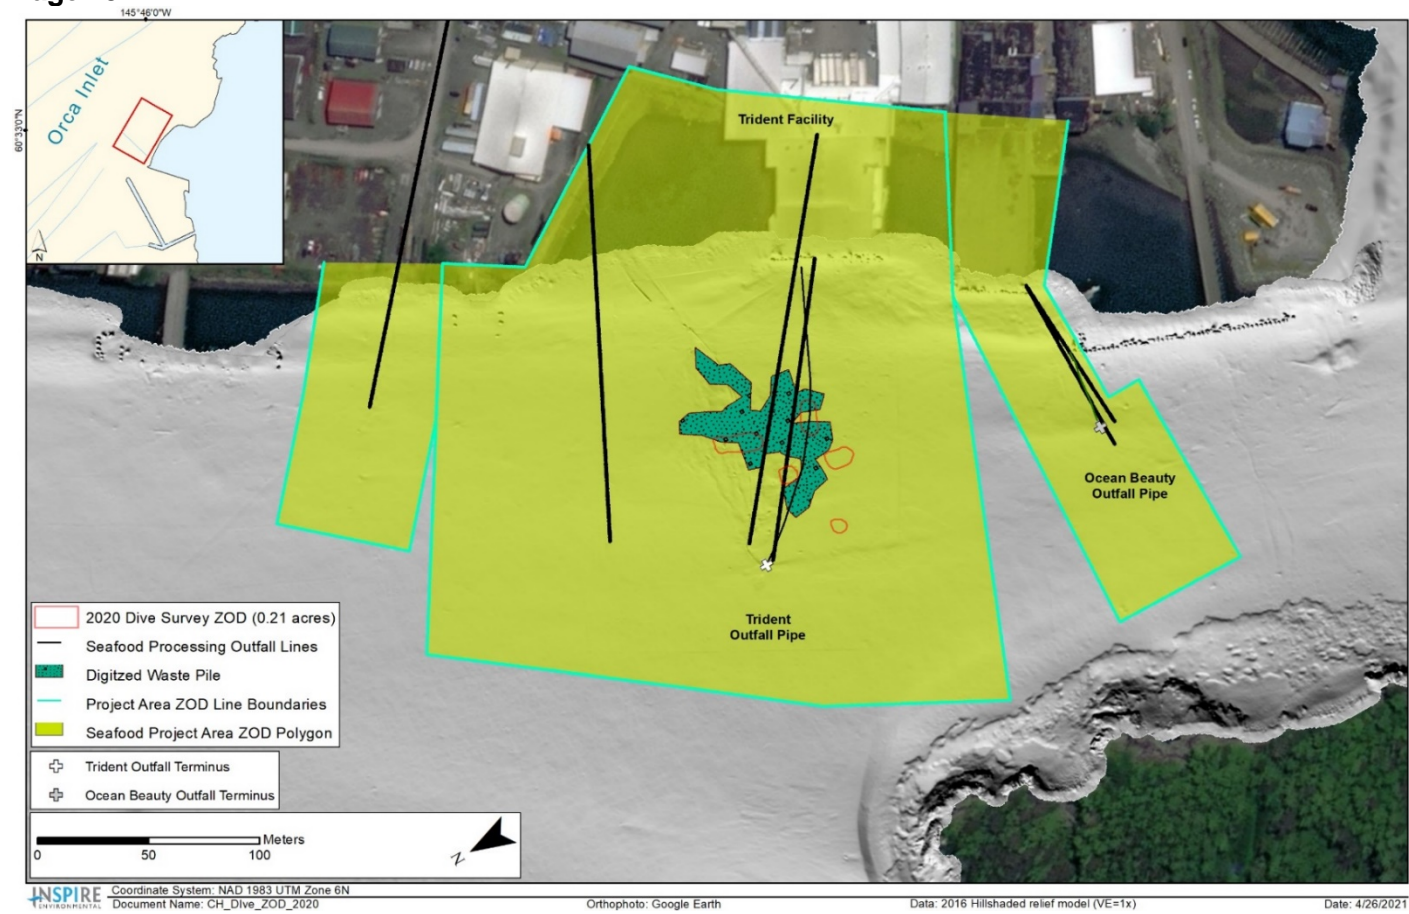 145°46'0"W
60°33'0"N
Orca Inlet
N
Trident Facility
Ocean Beauty
Outfall Pipe
Trident
Outfall Pipe
2020 Dive Survey ZOD (0.21 acres)
Seafood Processing Outfall Lines
Digitzed Waste Pile
Project Area ZOD Line Boundaries
Seafood Project Area ZOD Polygon
Trident Outfall Terminus
Ocean Beauty Outfall Terminus
Meters
0 50 100
N
INSPIRE
ENVIRONMENTAL
Coordinate System: NAD 1983 UTM Zone 6N
Document Name: CH_DIve_ZOD_2020
Orthophoto: Google Earth
Data: 2016 Hillshaded relief model (VE=1x)
Date: 4/26/2021